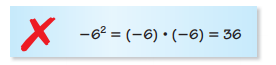 −6² = (−6) • (−6) = 36